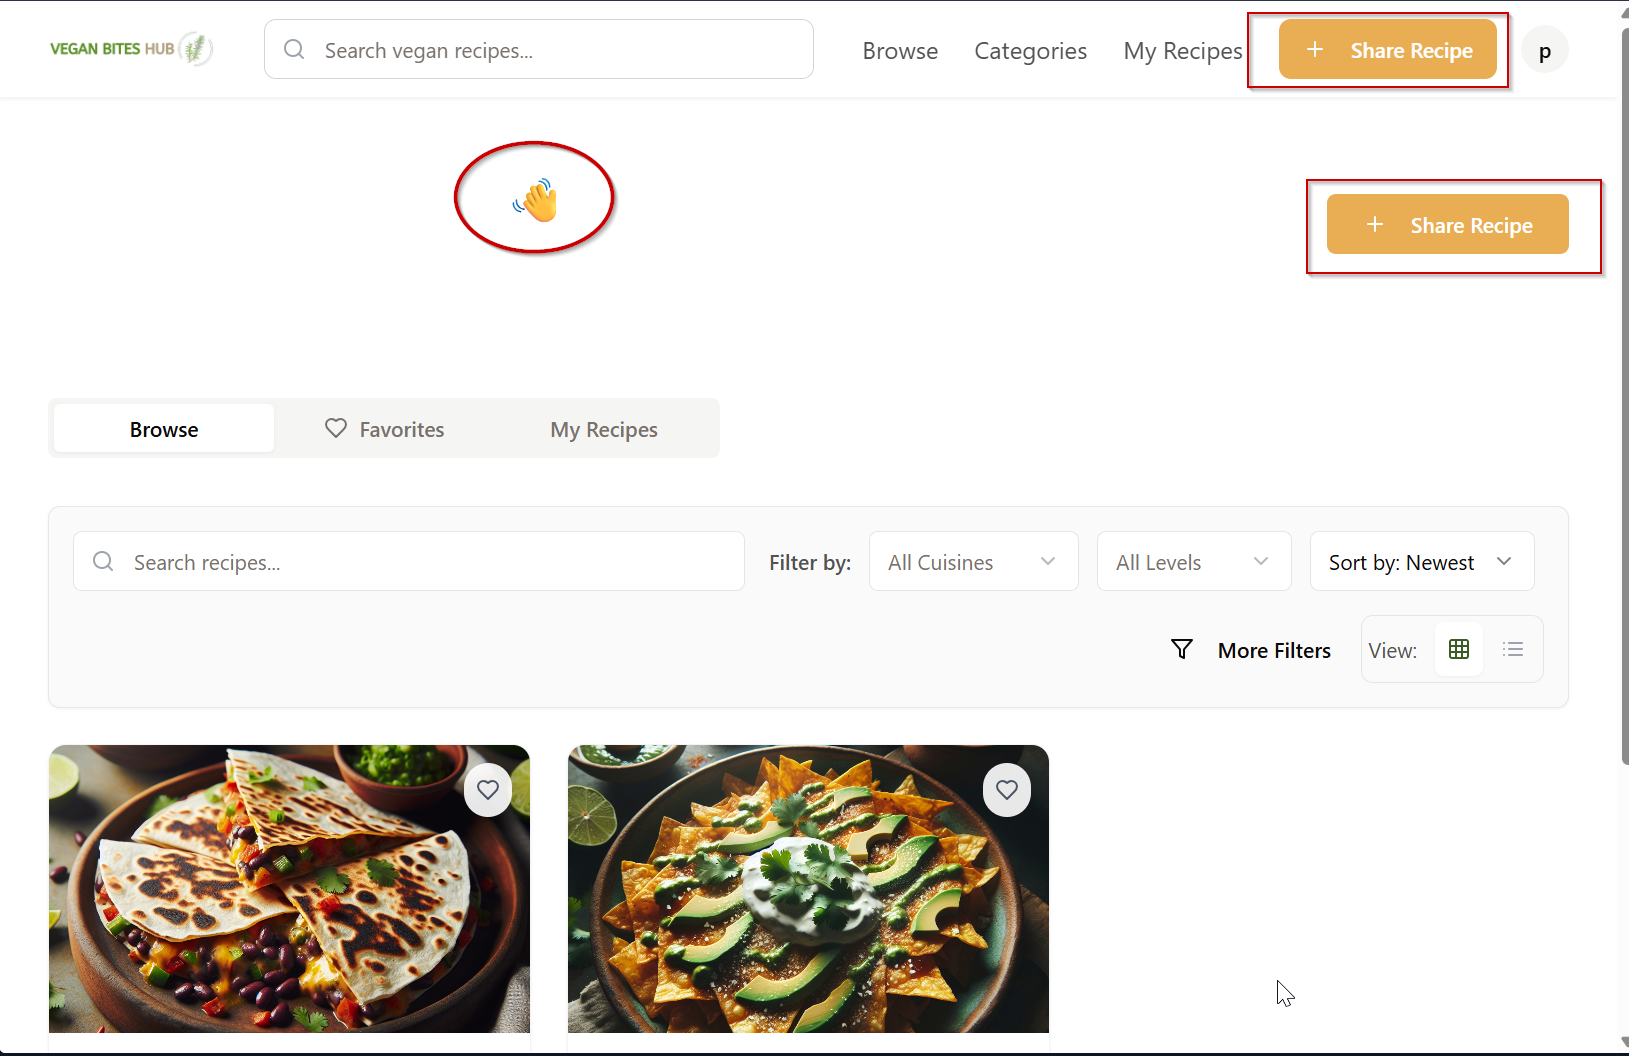 VEGAN BITES HUB
Search vegan recipes...
Browse
Categories
My Recipes
+ Share Recipe
p
👋
+ Share Recipe
Browse
Favorites
My Recipes
Search recipes...
Filter by:
All Cuisines
All Levels
Sort by: Newest
More Filters
View: